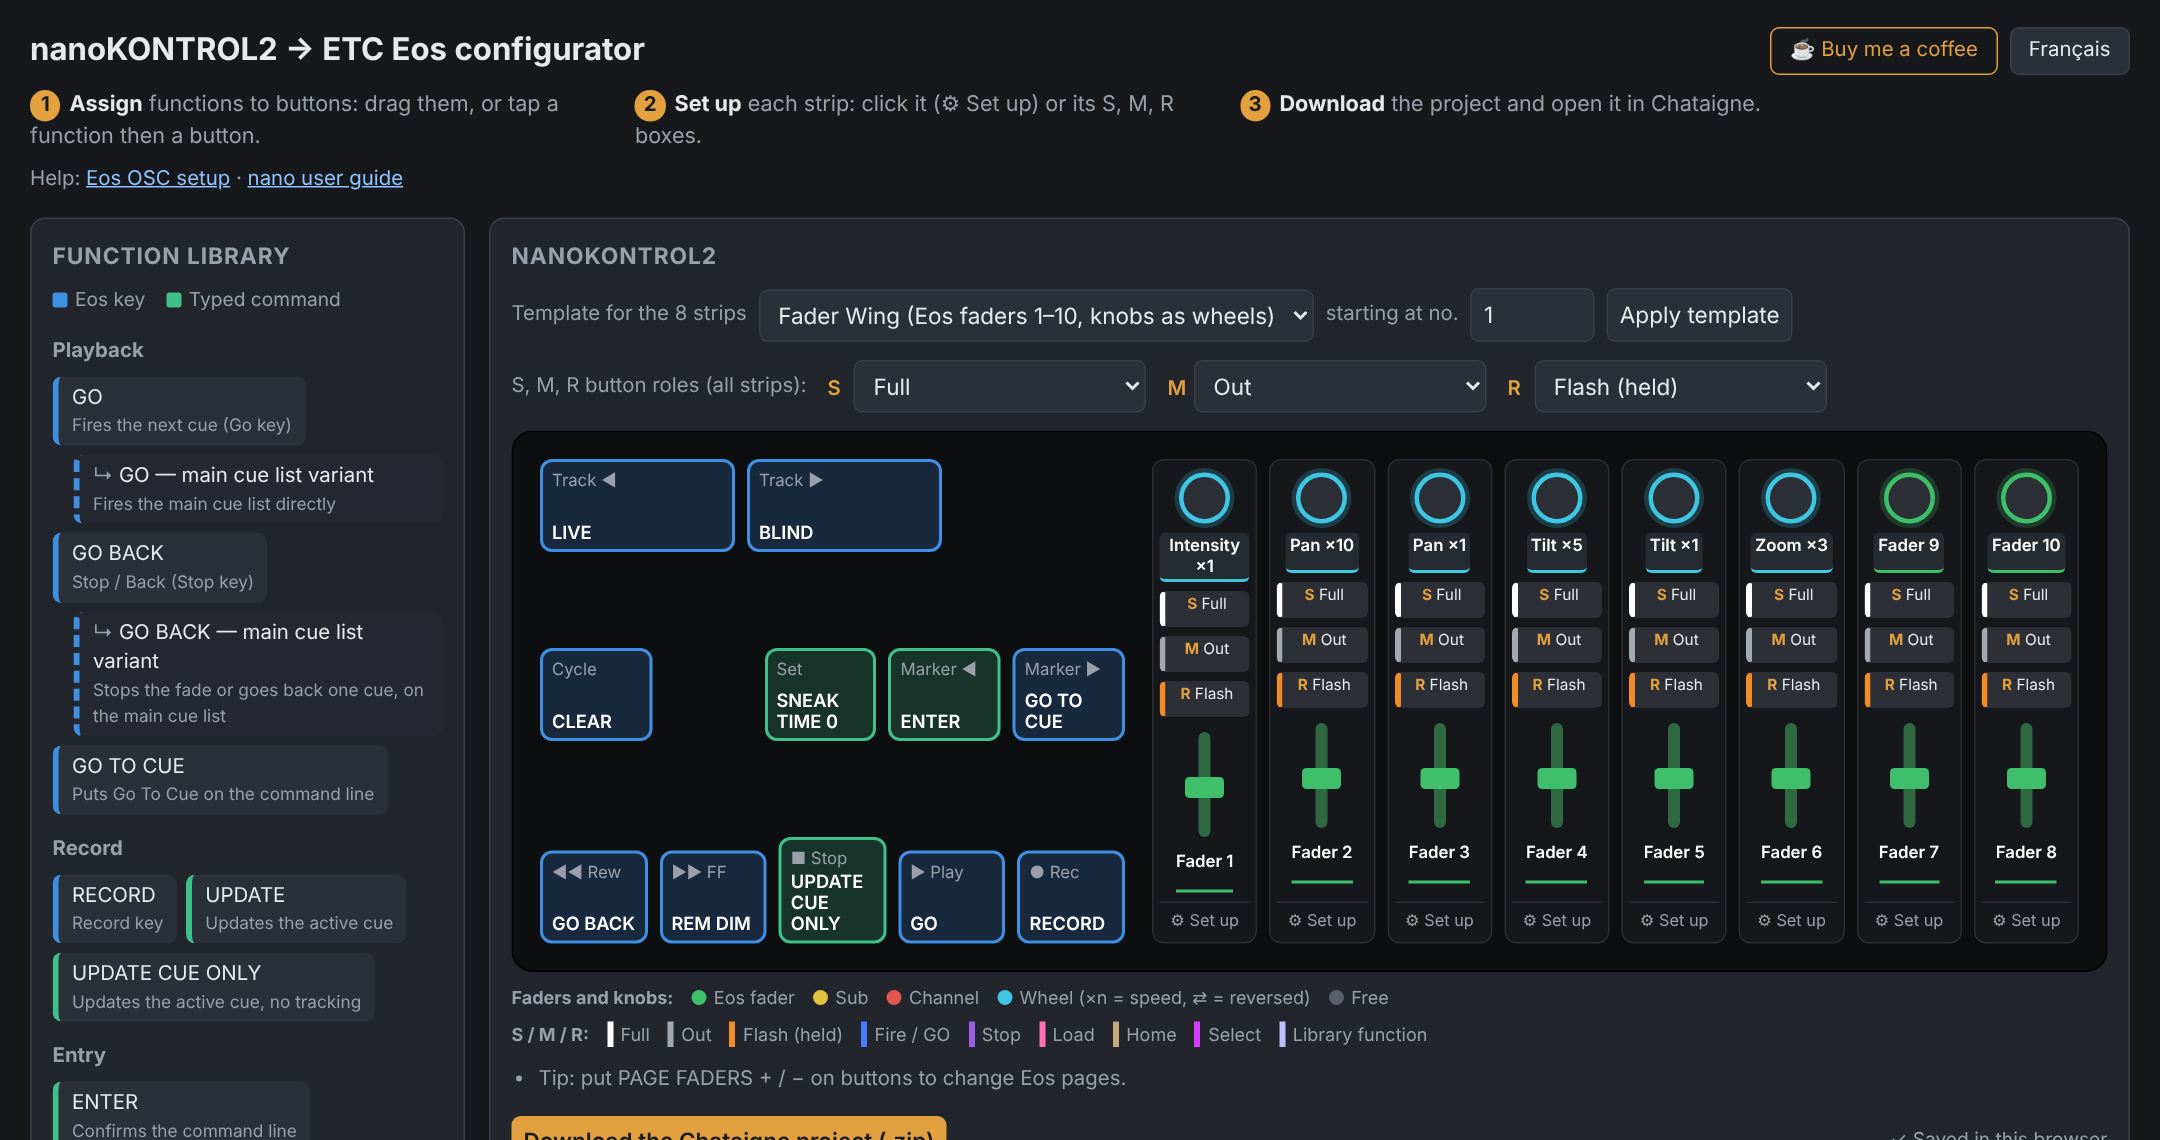 nanoKONTROL2 → ETC Eos configurator
☕ Buy me a coffee
Français
1 Assign functions to buttons: drag them, or tap a
function then a button.
2 Set up each strip: click it (⚙ Set up) or its S, M, R
boxes.
3 Download the project and open it in Chataigne.
Help: Eos OSC setup · nano user guide
FUNCTION LIBRARY
Eos key
Typed command
Playback
GO
Fires the next cue (Go key)
↳ GO — main cue list variant
Fires the main cue list directly
GO BACK
Stop / Back (Stop key)
↳ GO BACK — main cue list
variant
Stops the fade or goes back one cue, on
the main cue list
GO TO CUE
Puts Go To Cue on the command line
Record
RECORD
Record key
UPDATE
Updates the active cue
UPDATE CUE ONLY
Updates the active cue, no tracking
Entry
ENTER
Confirms the command line
NANOKONTROL2
Template for the 8 strips
Fader Wing (Eos faders 1–10, knobs as wheels)
starting at no.
1
Apply template
S, M, R button roles (all strips):
S Full
M Out
R Flash (held)
Track ◀
LIVE
Track ▶
BLIND
Cycle
CLEAR
Set
SNEAK
TIME 0
Marker ◀
ENTER
Marker ▶
GO TO
CUE
◀◀ Rew
GO BACK
▶▶ FF
REM DIM
■ Stop
UPDATE
CUE
ONLY
▶ Play
GO
● Rec
RECORD
Intensity
×1
S Full
M Out
R Flash
Fader 1
⚙ Set up
Pan ×10
S Full
M Out
R Flash
Fader 2
⚙ Set up
Pan ×1
S Full
M Out
R Flash
Fader 3
⚙ Set up
Tilt ×5
S Full
M Out
R Flash
Fader 4
⚙ Set up
Tilt ×1
S Full
M Out
R Flash
Fader 5
⚙ Set up
Zoom ×3
S Full
M Out
R Flash
Fader 6
⚙ Set up
Fader 9
S Full
M Out
R Flash
Fader 7
⚙ Set up
Fader 10
S Full
M Out
R Flash
Fader 8
⚙ Set up
Faders and knobs: Eos fader Sub Channel Wheel (×n = speed, ⇄ = reversed) Free
S / M / R: Full Out Flash (held) Fire / GO Stop Load Home Select Library function
• Tip: put PAGE FADERS + / − on buttons to change Eos pages.
Download the Chataigne project (.zip)
✓ Saved in this browser